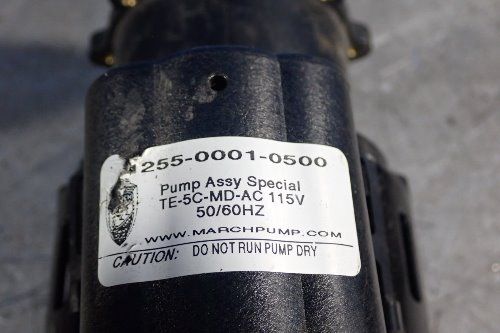 255-0001-0500
Pump Assy Special
TE-5C-MD-AC 115V
50/60HZ
WWW.MARCHPUMP.COM
CAUTION: DO NOT RUN PUMP DRY